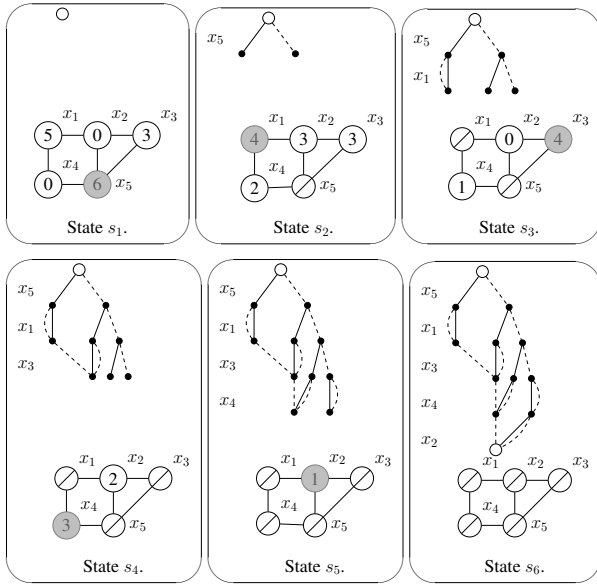 x₁ x₂ x₃
5 0 3
x₄
0 6 x₅
State s₁.
x₅
x₁ x₂ x₃
4 3 3
x₄
2 x₅
State s₂.
x₅
x₁
x₁ x₂ x₃
0 4
x₄
1 x₅
State s₃.
x₅
x₁
x₃
x₁ x₂ x₃
2
x₄
3 x₅
State s₄.
x₅
x₁
x₃
x₄
x₁ x₂ x₃
1
x₄
x₅
State s₅.
x₅
x₁
x₃
x₄
x₂
x₁ x₂ x₃
x₄
x₅
State s₆.